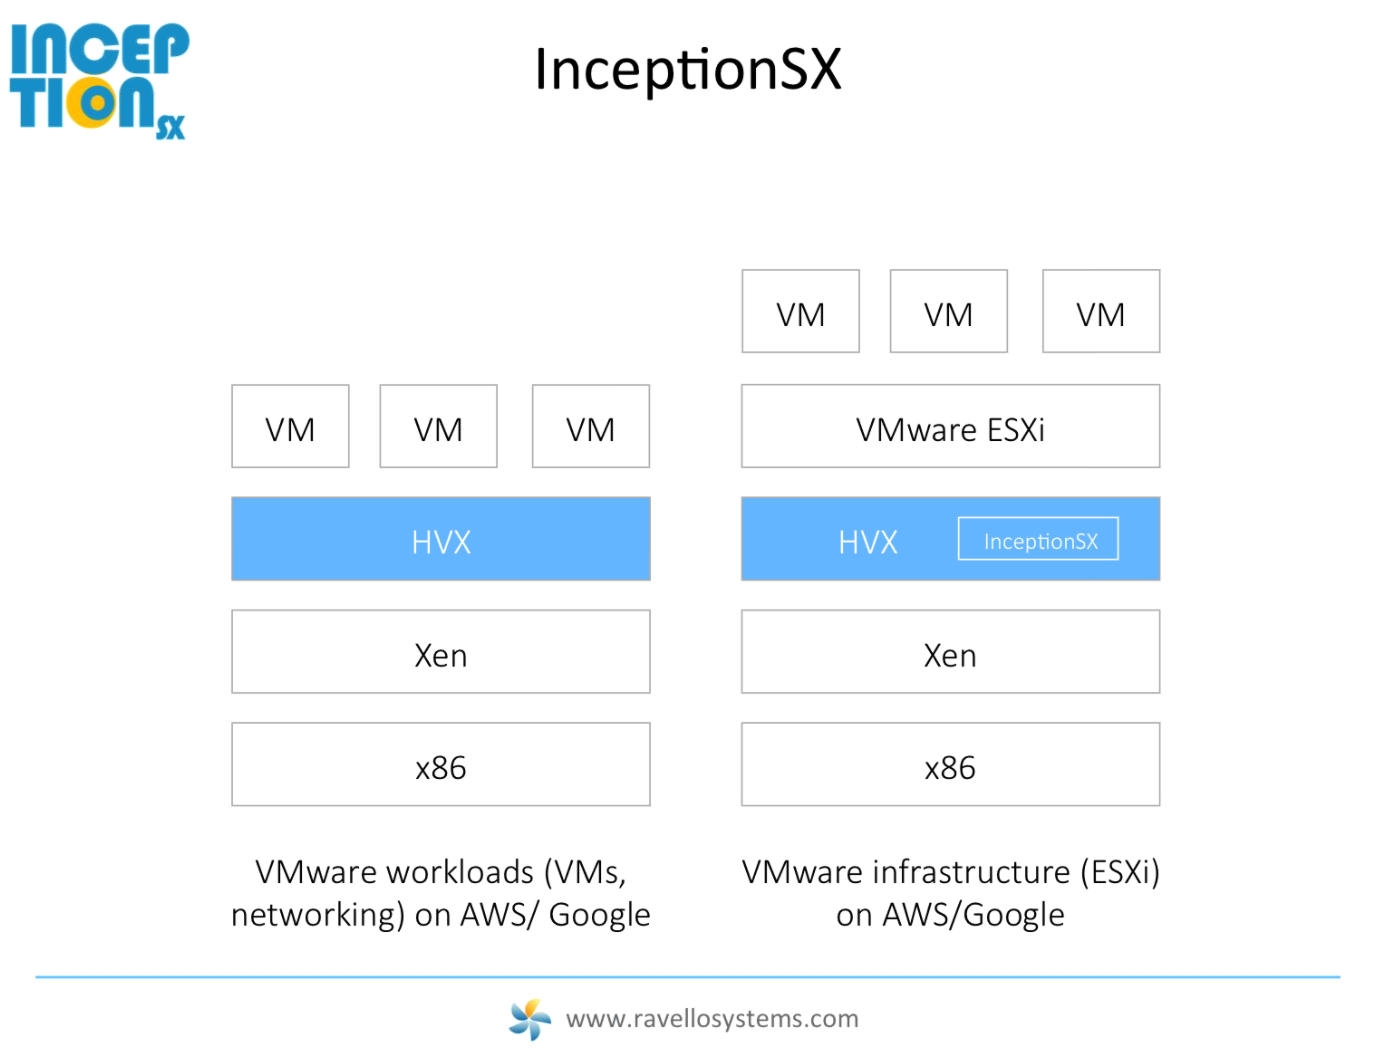 INCEP
TION SX
InceptionSX
VM VM VM
VMware ESXi
HVX InceptionSX
Xen
x86
VMware infrastructure (ESXi)
on AWS/Google
VM VM VM
HVX
Xen
x86
VMware workloads (VMs,
networking) on AWS/ Google
www.ravellosystems.com